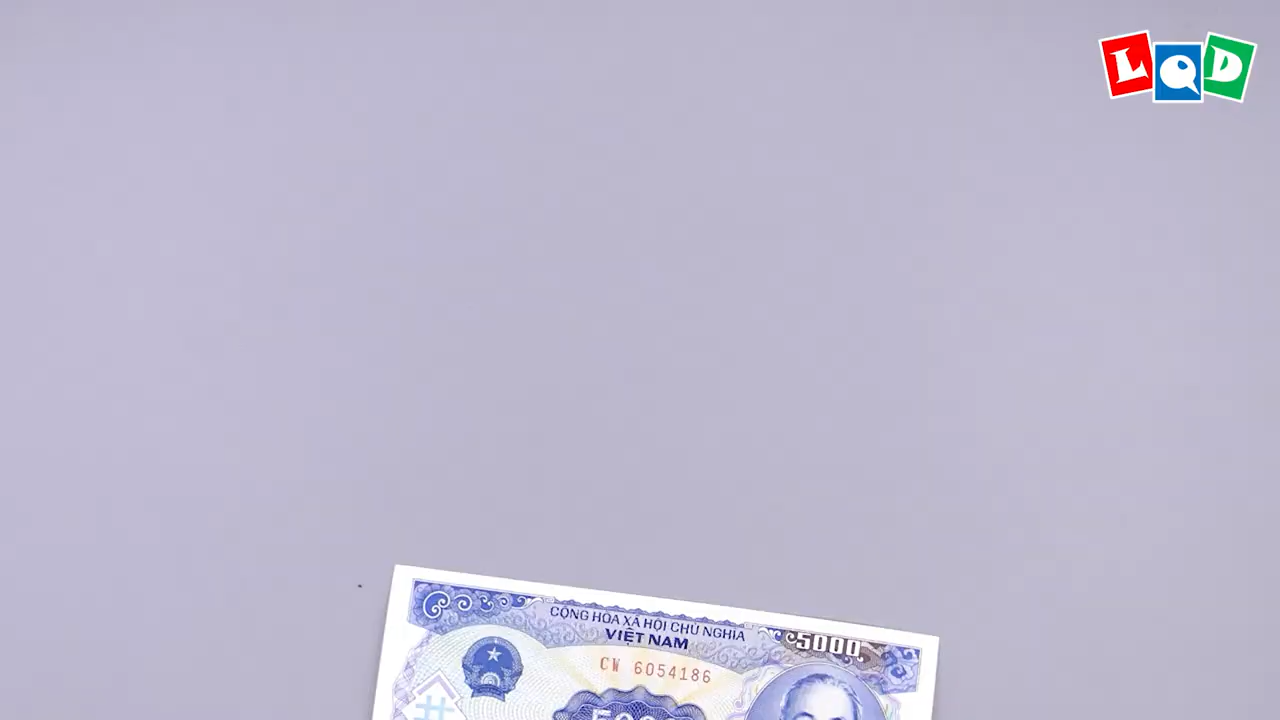 LQD
CỘNG HÒA XÃ HỘI CHỦ NGHĨA
VIỆT NAM
5000
CW 6054186